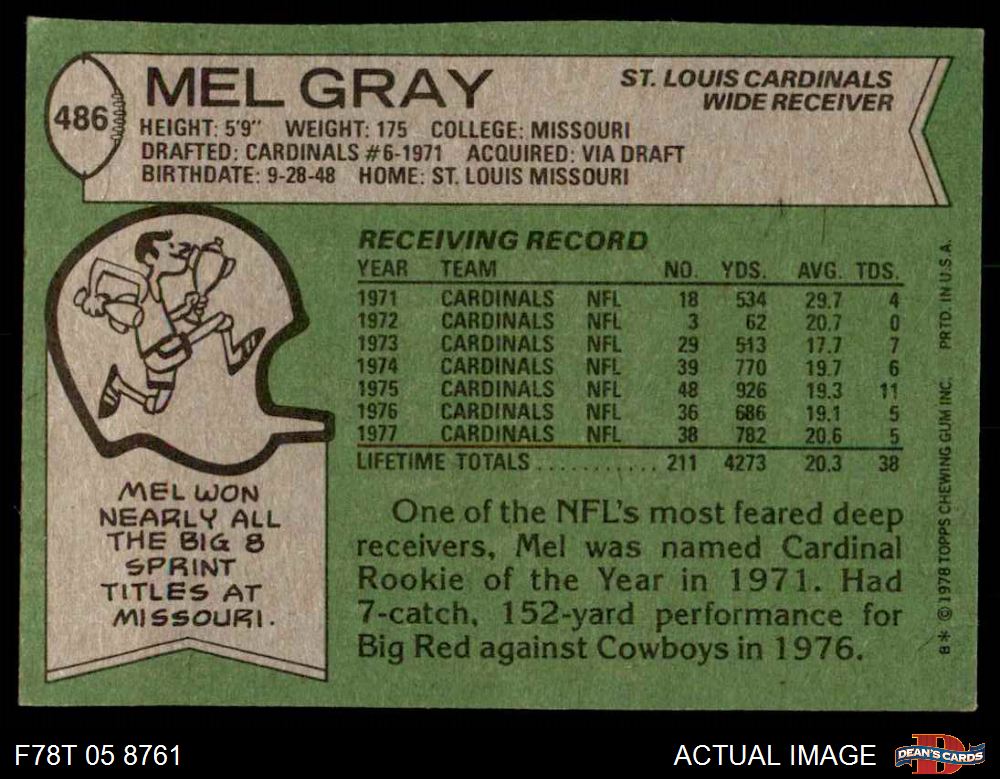 486
MEL GRAY
ST. LOUIS CARDINALS
WIDE RECEIVER
HEIGHT: 5'9" WEIGHT: 175 COLLEGE: MISSOURI
DRAFTED: CARDINALS #6-1971 ACQUIRED: VIA DRAFT
BIRTHDATE: 9-28-48 HOME: ST. LOUIS MISSOURI
RECEIVING RECORD
YEAR TEAM NO. YDS. AVG. TDS.
1971 CARDINALS NFL 18 534 29.7 4
1972 CARDINALS NFL 3 62 20.7 0
1973 CARDINALS NFL 29 513 17.7 7
1974 CARDINALS NFL 39 770 19.7 6
1975 CARDINALS NFL 48 926 19.3 11
1976 CARDINALS NFL 36 686 19.1 5
1977 CARDINALS NFL 38 782 20.6 5
LIFETIME TOTALS ............ 211 4273 20.3 38
MEL WON
NEARLY ALL
THE BIG 8
SPRINT
TITLES AT
MISSOURI.
One of the NFL's most feared deep
receivers, Mel was named Cardinal
Rookie of the Year in 1971. Had
7-catch, 152-yard performance for
Big Red against Cowboys in 1976.
8* © 1978 TOPPS CHEWING GUM INC. PRTD. IN U.S.A.
F78T 05 8761
ACTUAL IMAGE
DEAN'S CARDS